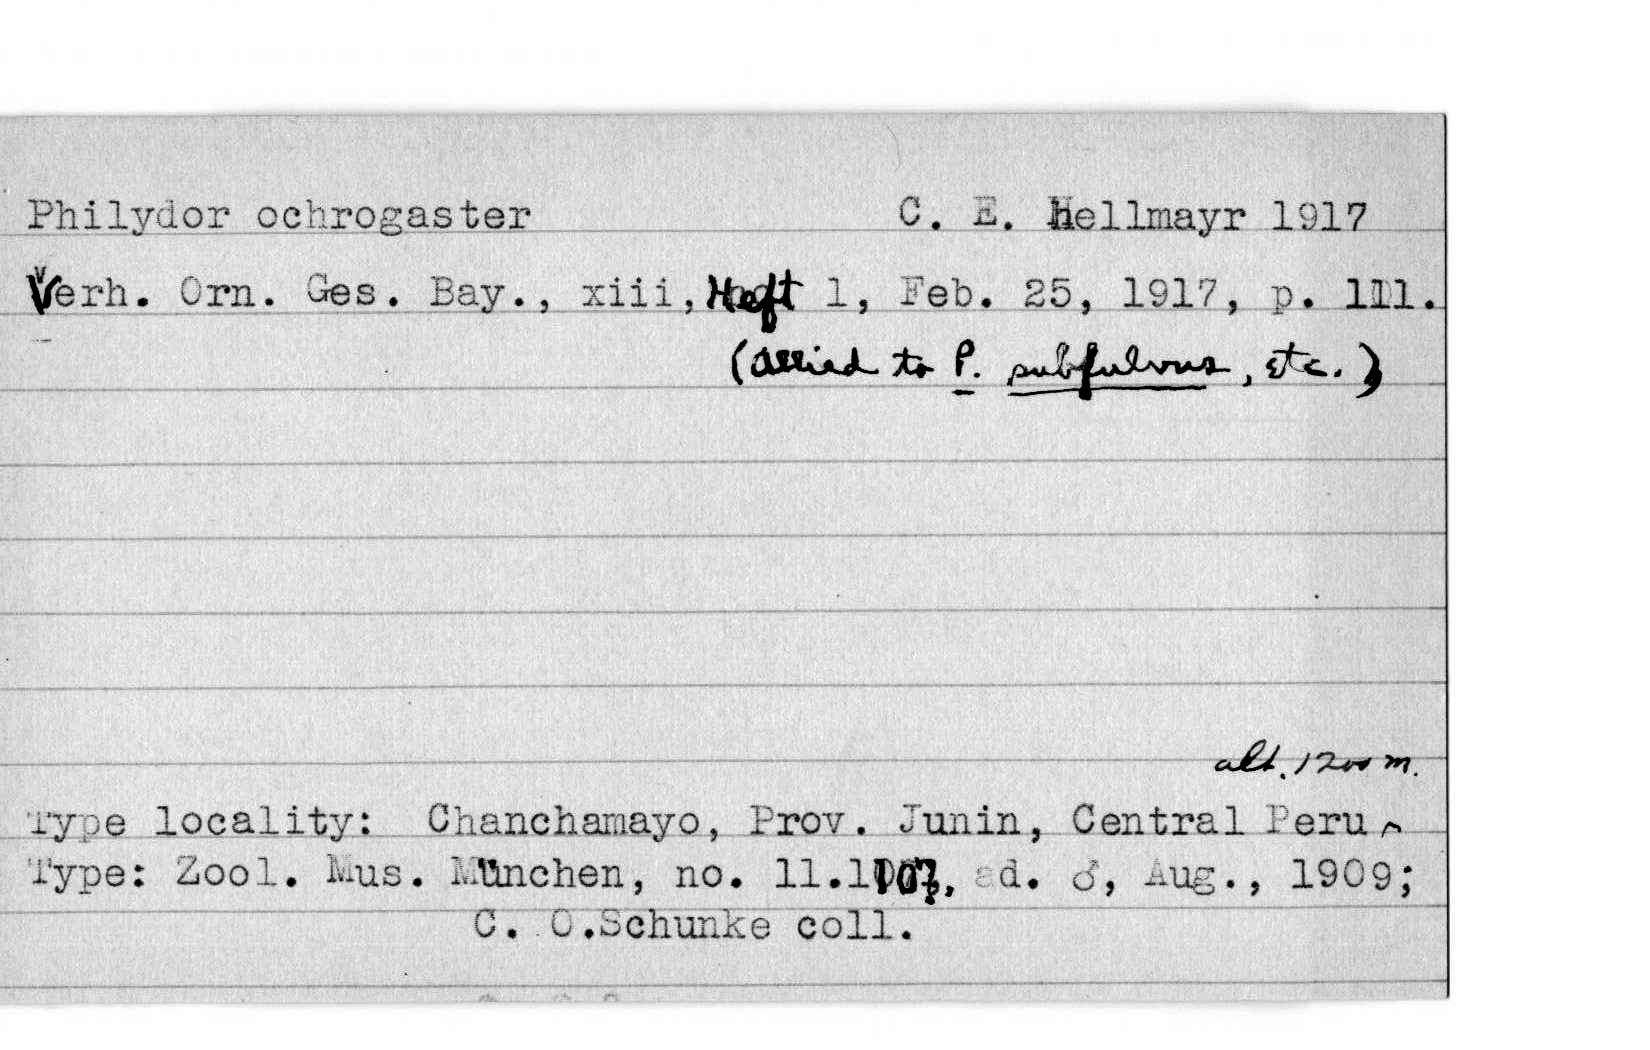 Philydor ochrogaster C. E. Hellmayr 1917
Verh. Orn. Ges. Bay., xiii, Heft 1, Feb. 25, 1917, p. 111.
(allied to P. subfulvus, etc.)
alt. 1200 m.
Type locality: Chanchamayo, Prov. Junin, Central Peru ^
Type: Zool. Mus. München, no. ad. ♂, Aug., 1909;
C. O.Schunke coll.